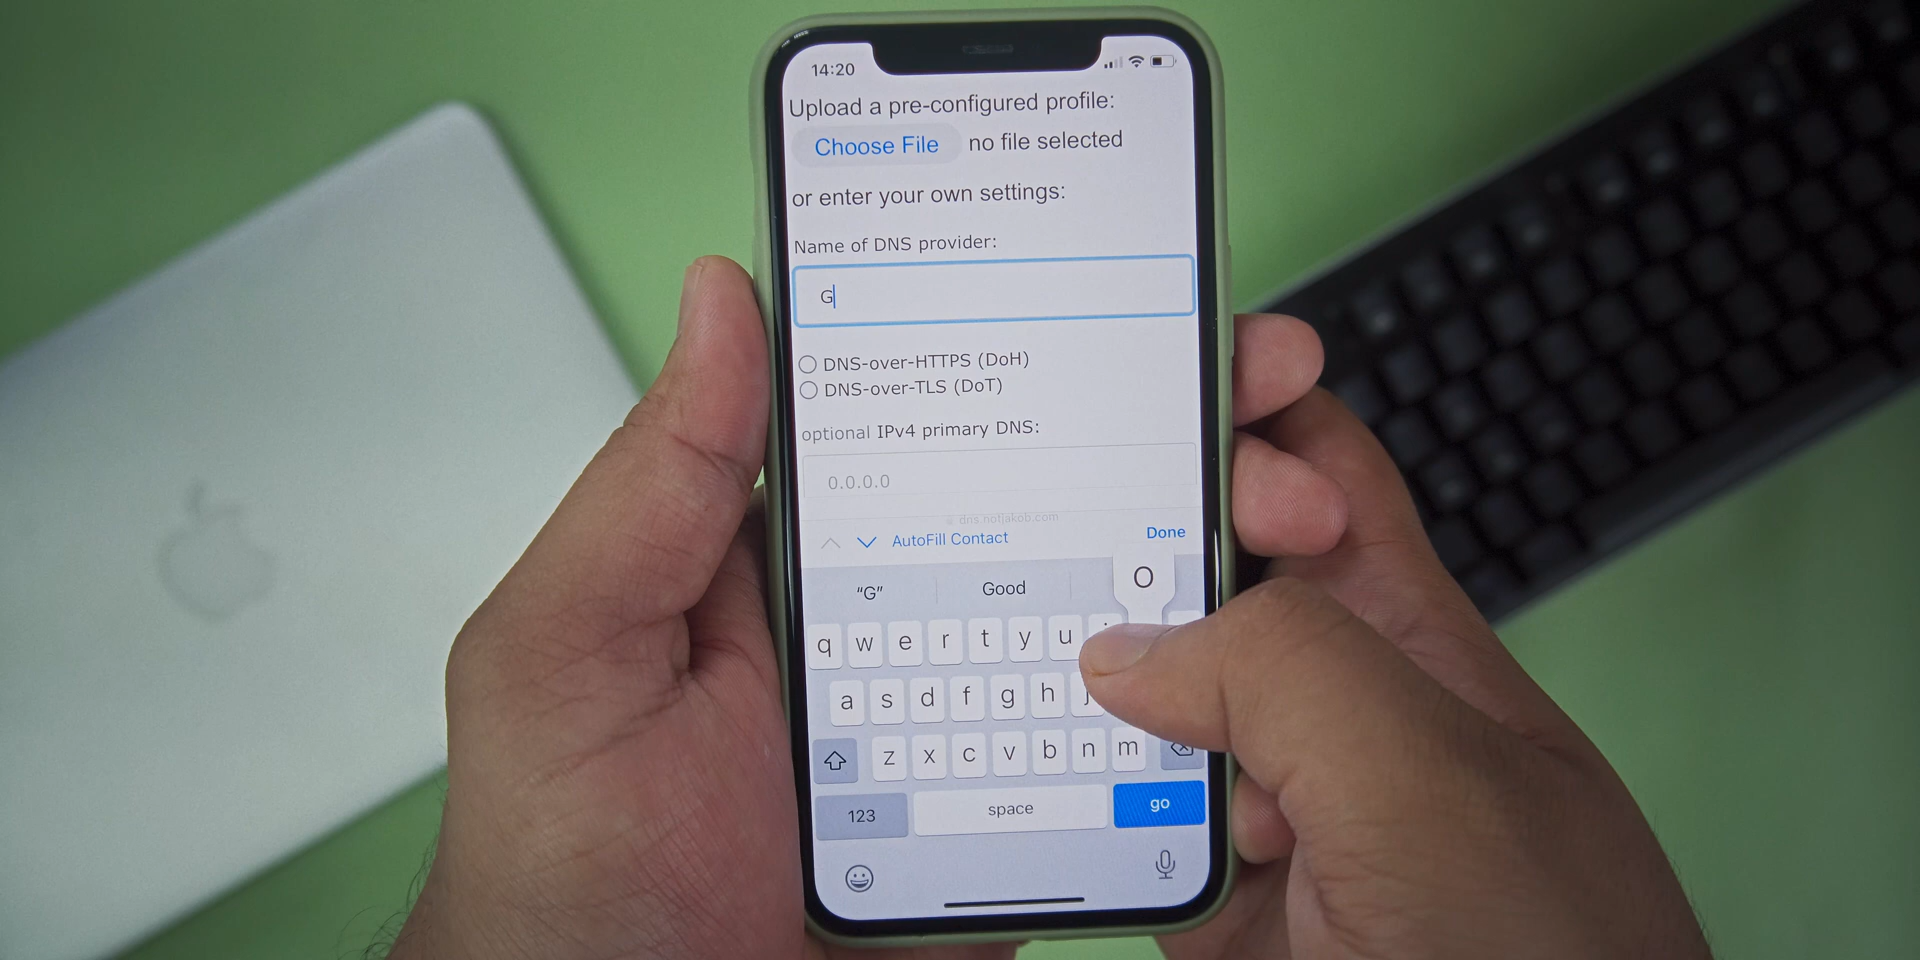 14:20
Upload a pre-configured profile:
Choose File no file selected
or enter your own settings:
Name of DNS provider:
G
DNS-over-HTTPS (DoH)
DNS-over-TLS (DoT)
optional IPv4 primary DNS:
0.0.0.0
dns.notjakob.com
AutoFill Contact Done
“G” Good O
q w e r t y u
a s d f g h j
z x c v b n m
123 space go